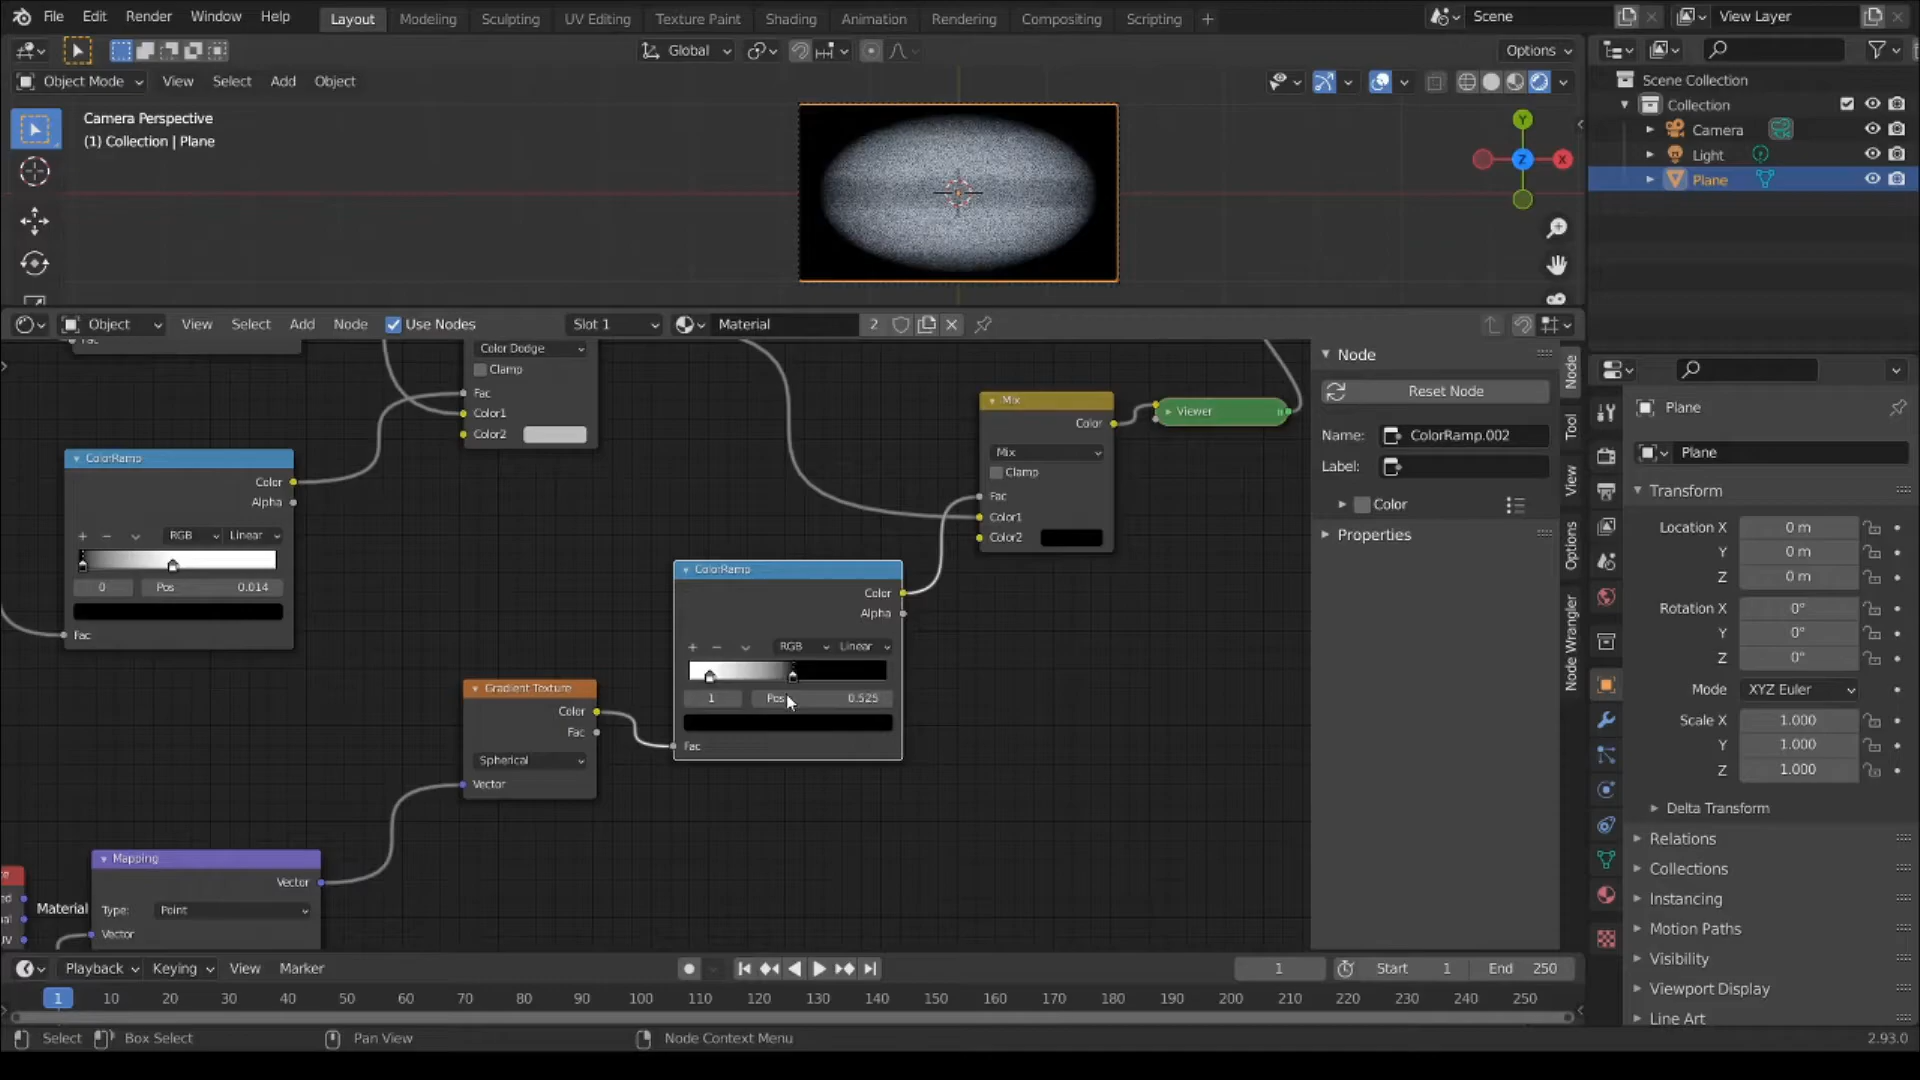 File Edit Render Window Help Layout Modeling Sculpting UV Editing Texture Paint Shading Animation Rendering Compositing Scripting + Scene View Layer
Global Options
Object Mode View Select Add Object
Scene Collection
Collection
Camera
Light
Plane
Camera Perspective
(1) Collection | Plane
Y
Z
X
Object View Select Add Node Use Nodes Slot 1 Material 2
Color Dodge
Clamp
Fac
Color1
Color2
ColorRamp
Color
Alpha
RGB Linear
0 Pos 0.014
Fac
Mix
Color
Mix
Clamp
Fac
Color1
Color2
Viewer
ColorRamp
Color
Alpha
RGB Linear
1 Pos 0.525
Fac
Gradient Texture
Color
Fac
Spherical
Vector
Mapping
Vector
Type: Point
Vector
Material
Node
Reset Node
Name: ColorRamp.002
Label:
Color
Properties
Node
Tool
View
Options
Node Wrangler
Plane
Plane
Transform
Location X 0 m
Y 0 m
Z 0 m
Rotation X 0°
Y 0°
Z 0°
Mode XYZ Euler
Scale X 1.000
Y 1.000
Z 1.000
Delta Transform
Relations
Collections
Instancing
Motion Paths
Visibility
Viewport Display
Line Art
Playback Keying View Marker 1 Start 1 End 250
1 10 20 30 40 50 60 70 80 90 100 110 120 130 140 150 160 170 180 190 200 210 220 230 240 250
Select Box Select Pan View Node Context Menu 2.93.0